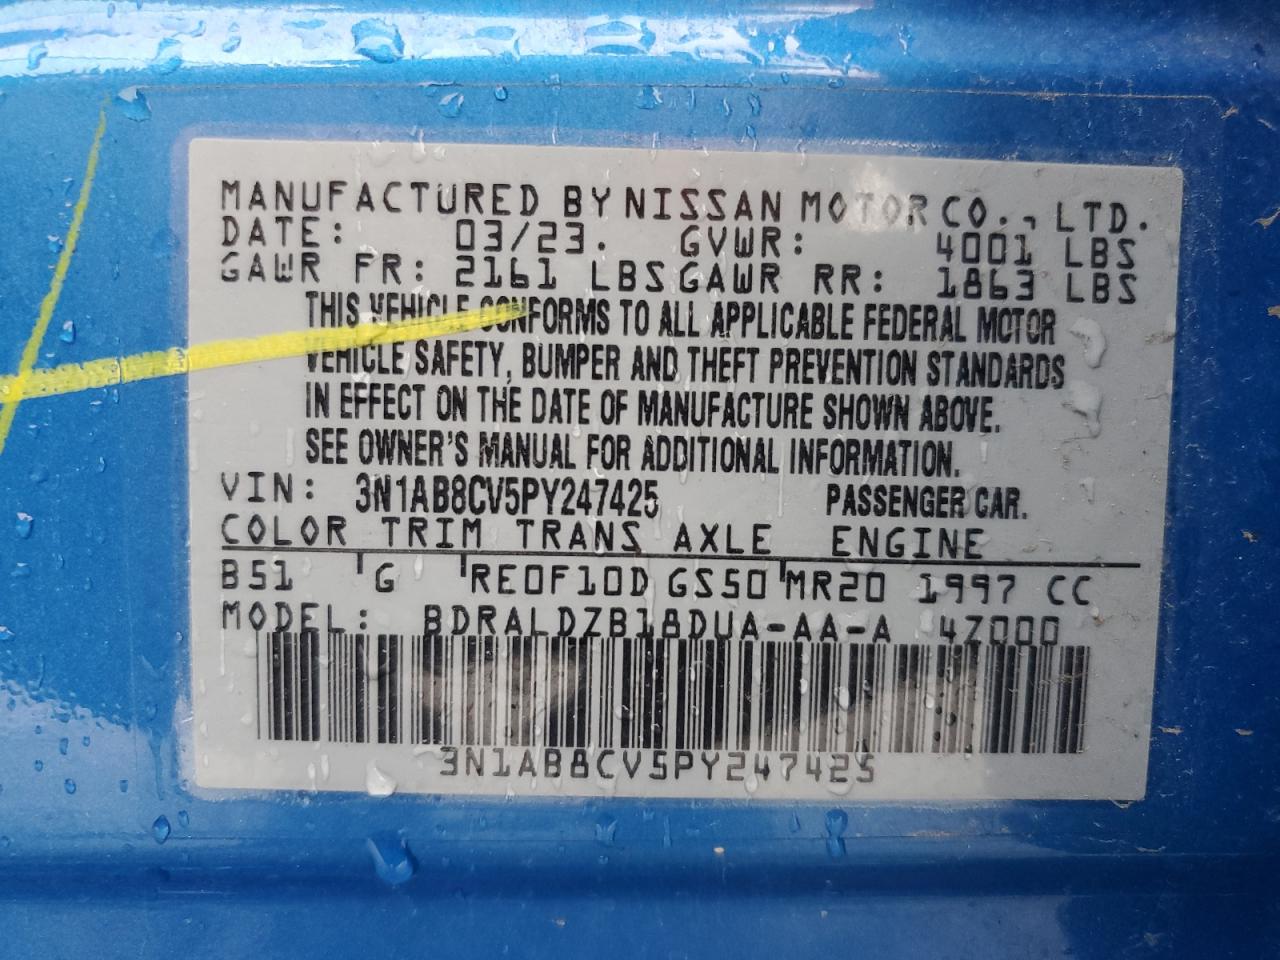 MANUFACTURED BY NISSAN MOTOR CO., LTD.
DATE: 03/23. GVWR: 4001 LBS
GAWR FR: 2161 LBS GAWR RR: 1863 LBS
THIS VEHICLE CONFORMS TO ALL APPLICABLE FEDERAL MOTOR
VEHICLE SAFETY, BUMPER AND THEFT PREVENTION STANDARDS
IN EFFECT ON THE DATE OF MANUFACTURE SHOWN ABOVE.
SEE OWNER'S MANUAL FOR ADDITIONAL INFORMATION.
VIN: 3N1AB8CV5PY247425 PASSENGER CAR.
COLOR TRIM TRANS AXLE ENGINE
B51 G RE0F10D GS50 MR20 1997 CC
MODEL: BDRALDZB18DUA-AA-A 4Z000
3N1AB8CV5PY247425